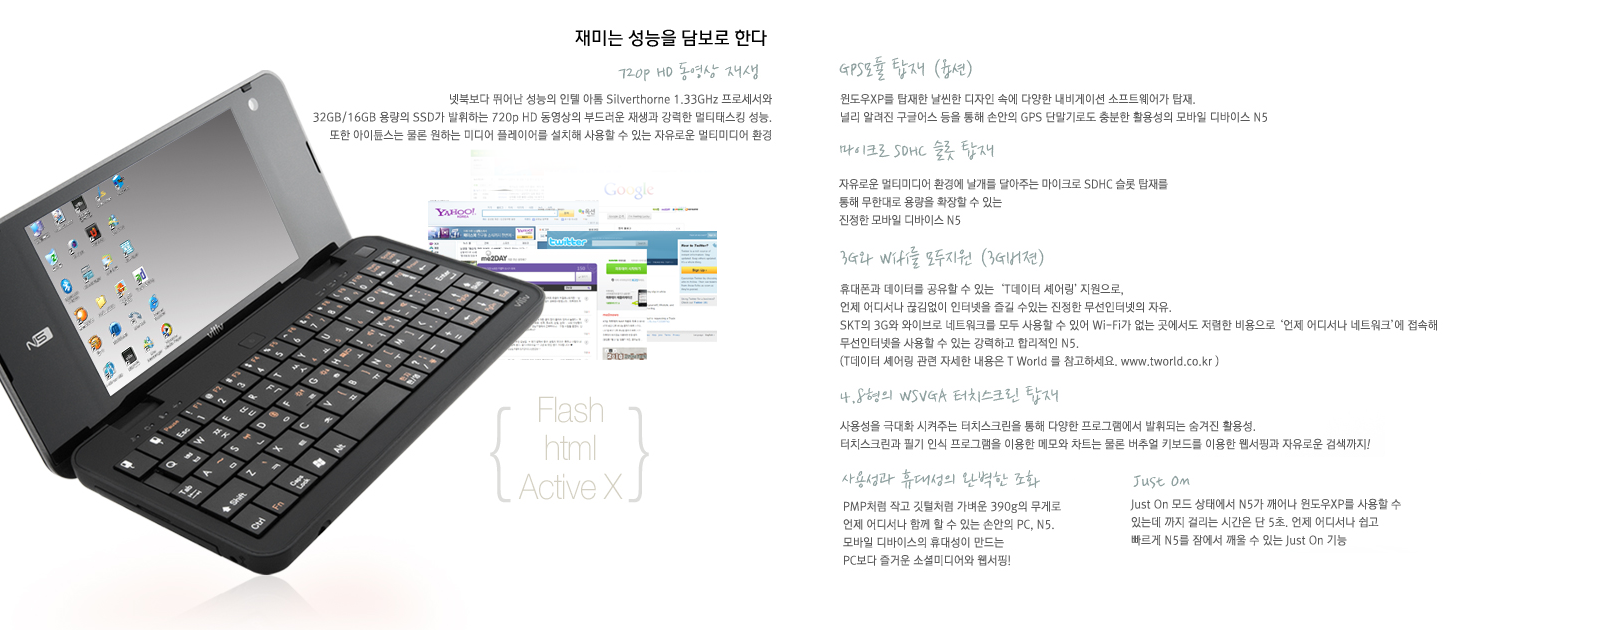 재미는 성능을 담보로 한다
720p HD 동영상 재생
넷북보다 뛰어난 성능의 인텔 아톰 Silverthorne 1.33GHz 프로세서와
32GB/16GB 용량의 SSD가 발휘하는 720p HD 동영상의 부드러운 재생과 강력한 멀티태스킹 성능.
또한 아이튠스는 물론 원하는 미디어 플레이어를 설치해 사용할 수 있는 자유로운 멀티미디어 환경
Google
YAHOO!
twitter
me2DAY
N5
viliv
viliv
Pause
Esc
Enter
Tab
Shift
Caps Lock
Ctrl
Fn
Alt
Flash
html
Active X
GPS모듈 탑재 (옵션)
윈도우XP를 탑재한 날씬한 디자인 속에 다양한 내비게이션 소프트웨어가 탑재.
널리 알려진 구글어스 등을 통해 손안의 GPS 단말기로도 충분한 활용성의 모바일 디바이스 N5
마이크로 SDHC 슬롯 탑재
자유로운 멀티미디어 환경에 날개를 달아주는 마이크로 SDHC 슬롯 탑재를
통해 무한대로 용량을 확장할 수 있는
진정한 모바일 디바이스 N5
3G와 WiFi를 모두지원 (3G버젼)
휴대폰과 데이터를 공유할 수 있는 ‘T데이터 셰어링’ 지원으로,
언제 어디서나 끊김없이 인터넷을 즐길 수있는 진정한 무선인터넷의 자유.
SKT의 3G와 와이브로 네트워크를 모두 사용할 수 있어 Wi-Fi가 없는 곳에서도 저렴한 비용으로 ‘언제 어디서나 네트워크’에 접속해
무선인터넷을 사용할 수 있는 강력하고 합리적인 N5.
(T데이터 셰어링 관련 자세한 내용은 T World 를 참고하세요. www.tworld.co.kr )
4.8형의 WSVGA 터치스크린 탑재
사용성을 극대화 시켜주는 터치스크린을 통해 다양한 프로그램에서 발휘되는 숨겨진 활용성.
터치스크린과 필기 인식 프로그램을 이용한 메모와 차트는 물론 버추얼 키보드를 이용한 웹서핑과 자유로운 검색까지!
사용성과 휴대성의 완벽한 조화
PMP처럼 작고 깃털처럼 가벼운 390g의 무게로
언제 어디서나 함께 할 수 있는 손안의 PC, N5.
모바일 디바이스의 휴대성이 만드는
PC보다 즐거운 소셜미디어와 웹서핑!
Just On
Just On 모드 상태에서 N5가 깨어나 윈도우XP를 사용할 수
있는데 까지 걸리는 시간은 단 5초. 언제 어디서나 쉽고
빠르게 N5를 잠에서 깨울 수 있는 Just On 기능